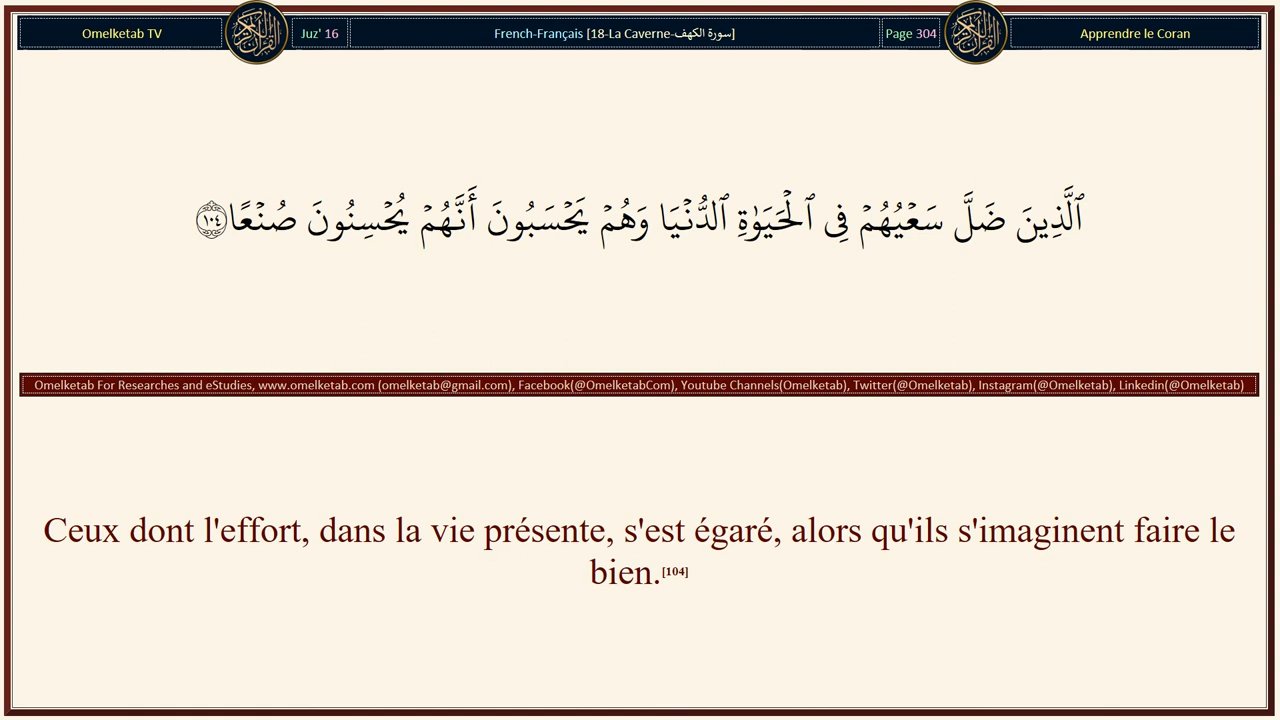 Omelketab TV
Juz' 16
French-Français [18-La Caverne-سورة الكهف]
Page 304
Apprendre le Coran
ٱلَّذِينَ ضَلَّ سَعۡيُهُمۡ فِى ٱلۡحَيَوٰةِ ٱلدُّنۡيَا وَهُمۡ يَحۡسَبُونَ أَنَّهُمۡ يُحۡسِنُونَ صُنۡعًا ١٠٤
Omelketab For Researches and eStudies, www.omelketab.com (omelketab@gmail.com), Facebook(@OmelketabCom), Youtube Channels(Omelketab), Twitter(@Omelketab), Instagram(@Omelketab), Linkedin(@Omelketab)
Ceux dont l'effort, dans la vie présente, s'est égaré, alors qu'ils s'imaginent faire le
bien.[104]